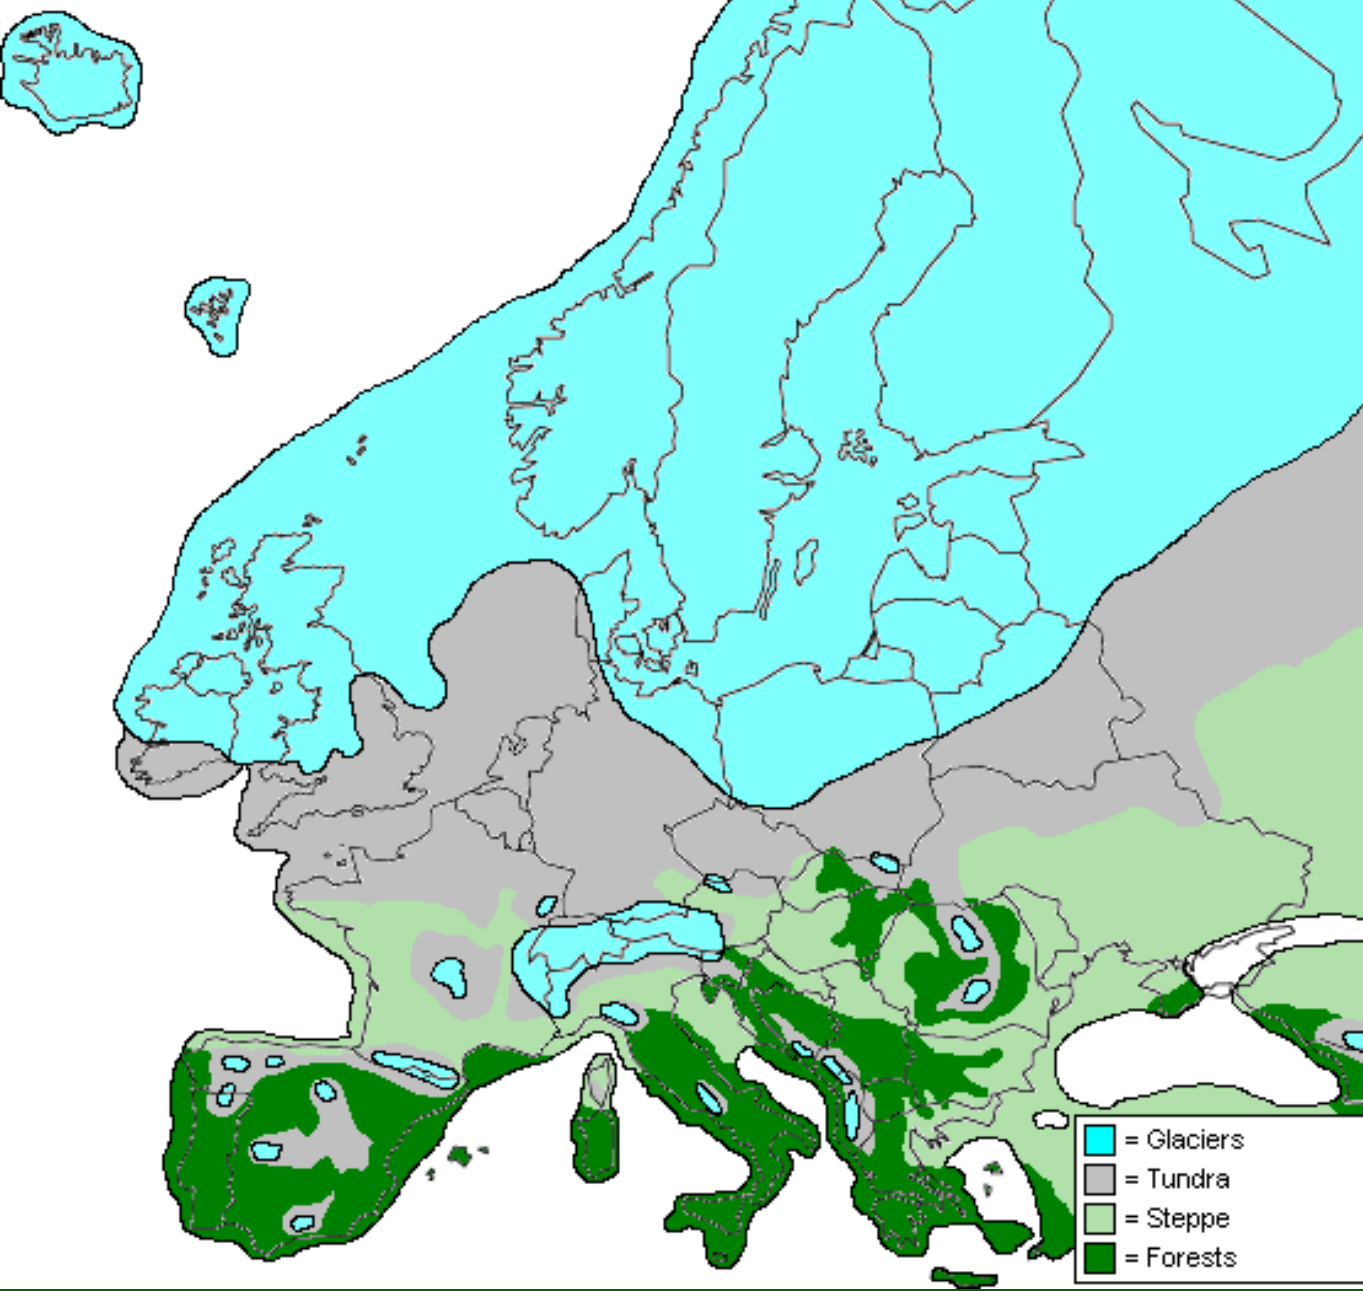 = Glaciers
= Tundra
= Steppe
= Forests